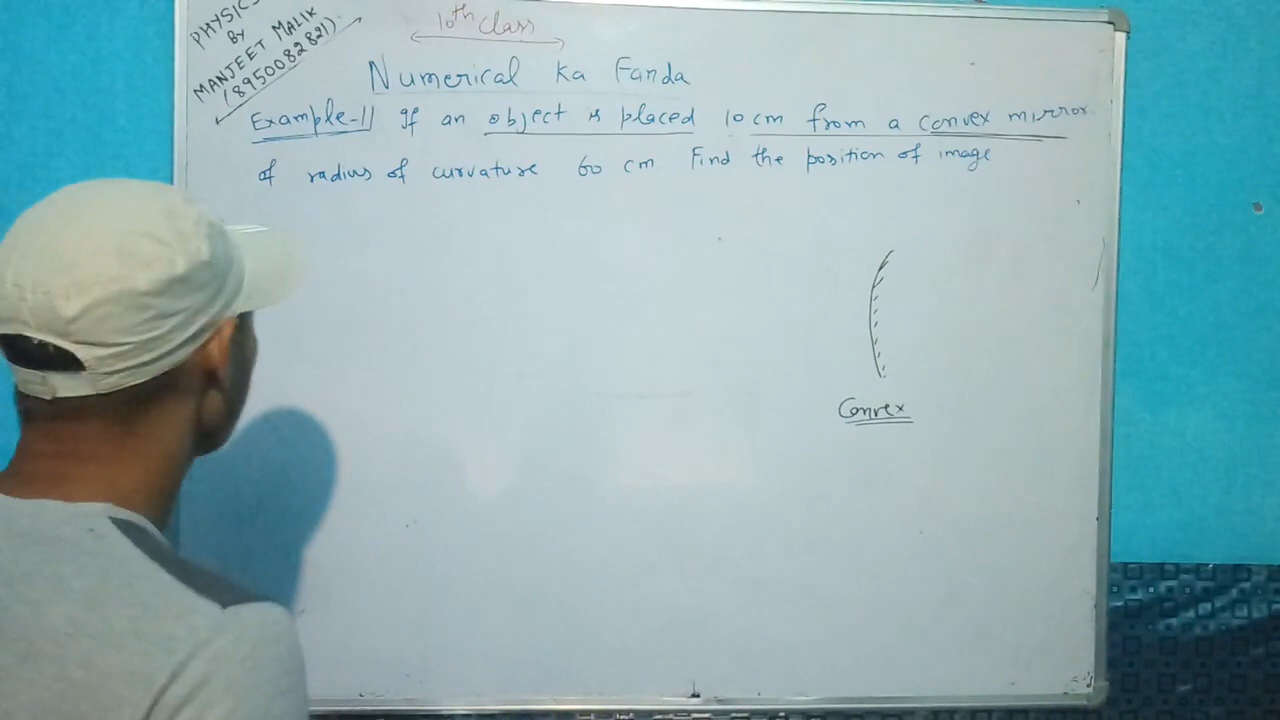 PHYSICS
BY
MANJEET MALIK
(8950082821)
10th Class
Numerical Ka Fanda
Example-11 If an object is placed 10 cm from a convex mirror
of radius of curvature 60 cm. Find the position of image
Convex